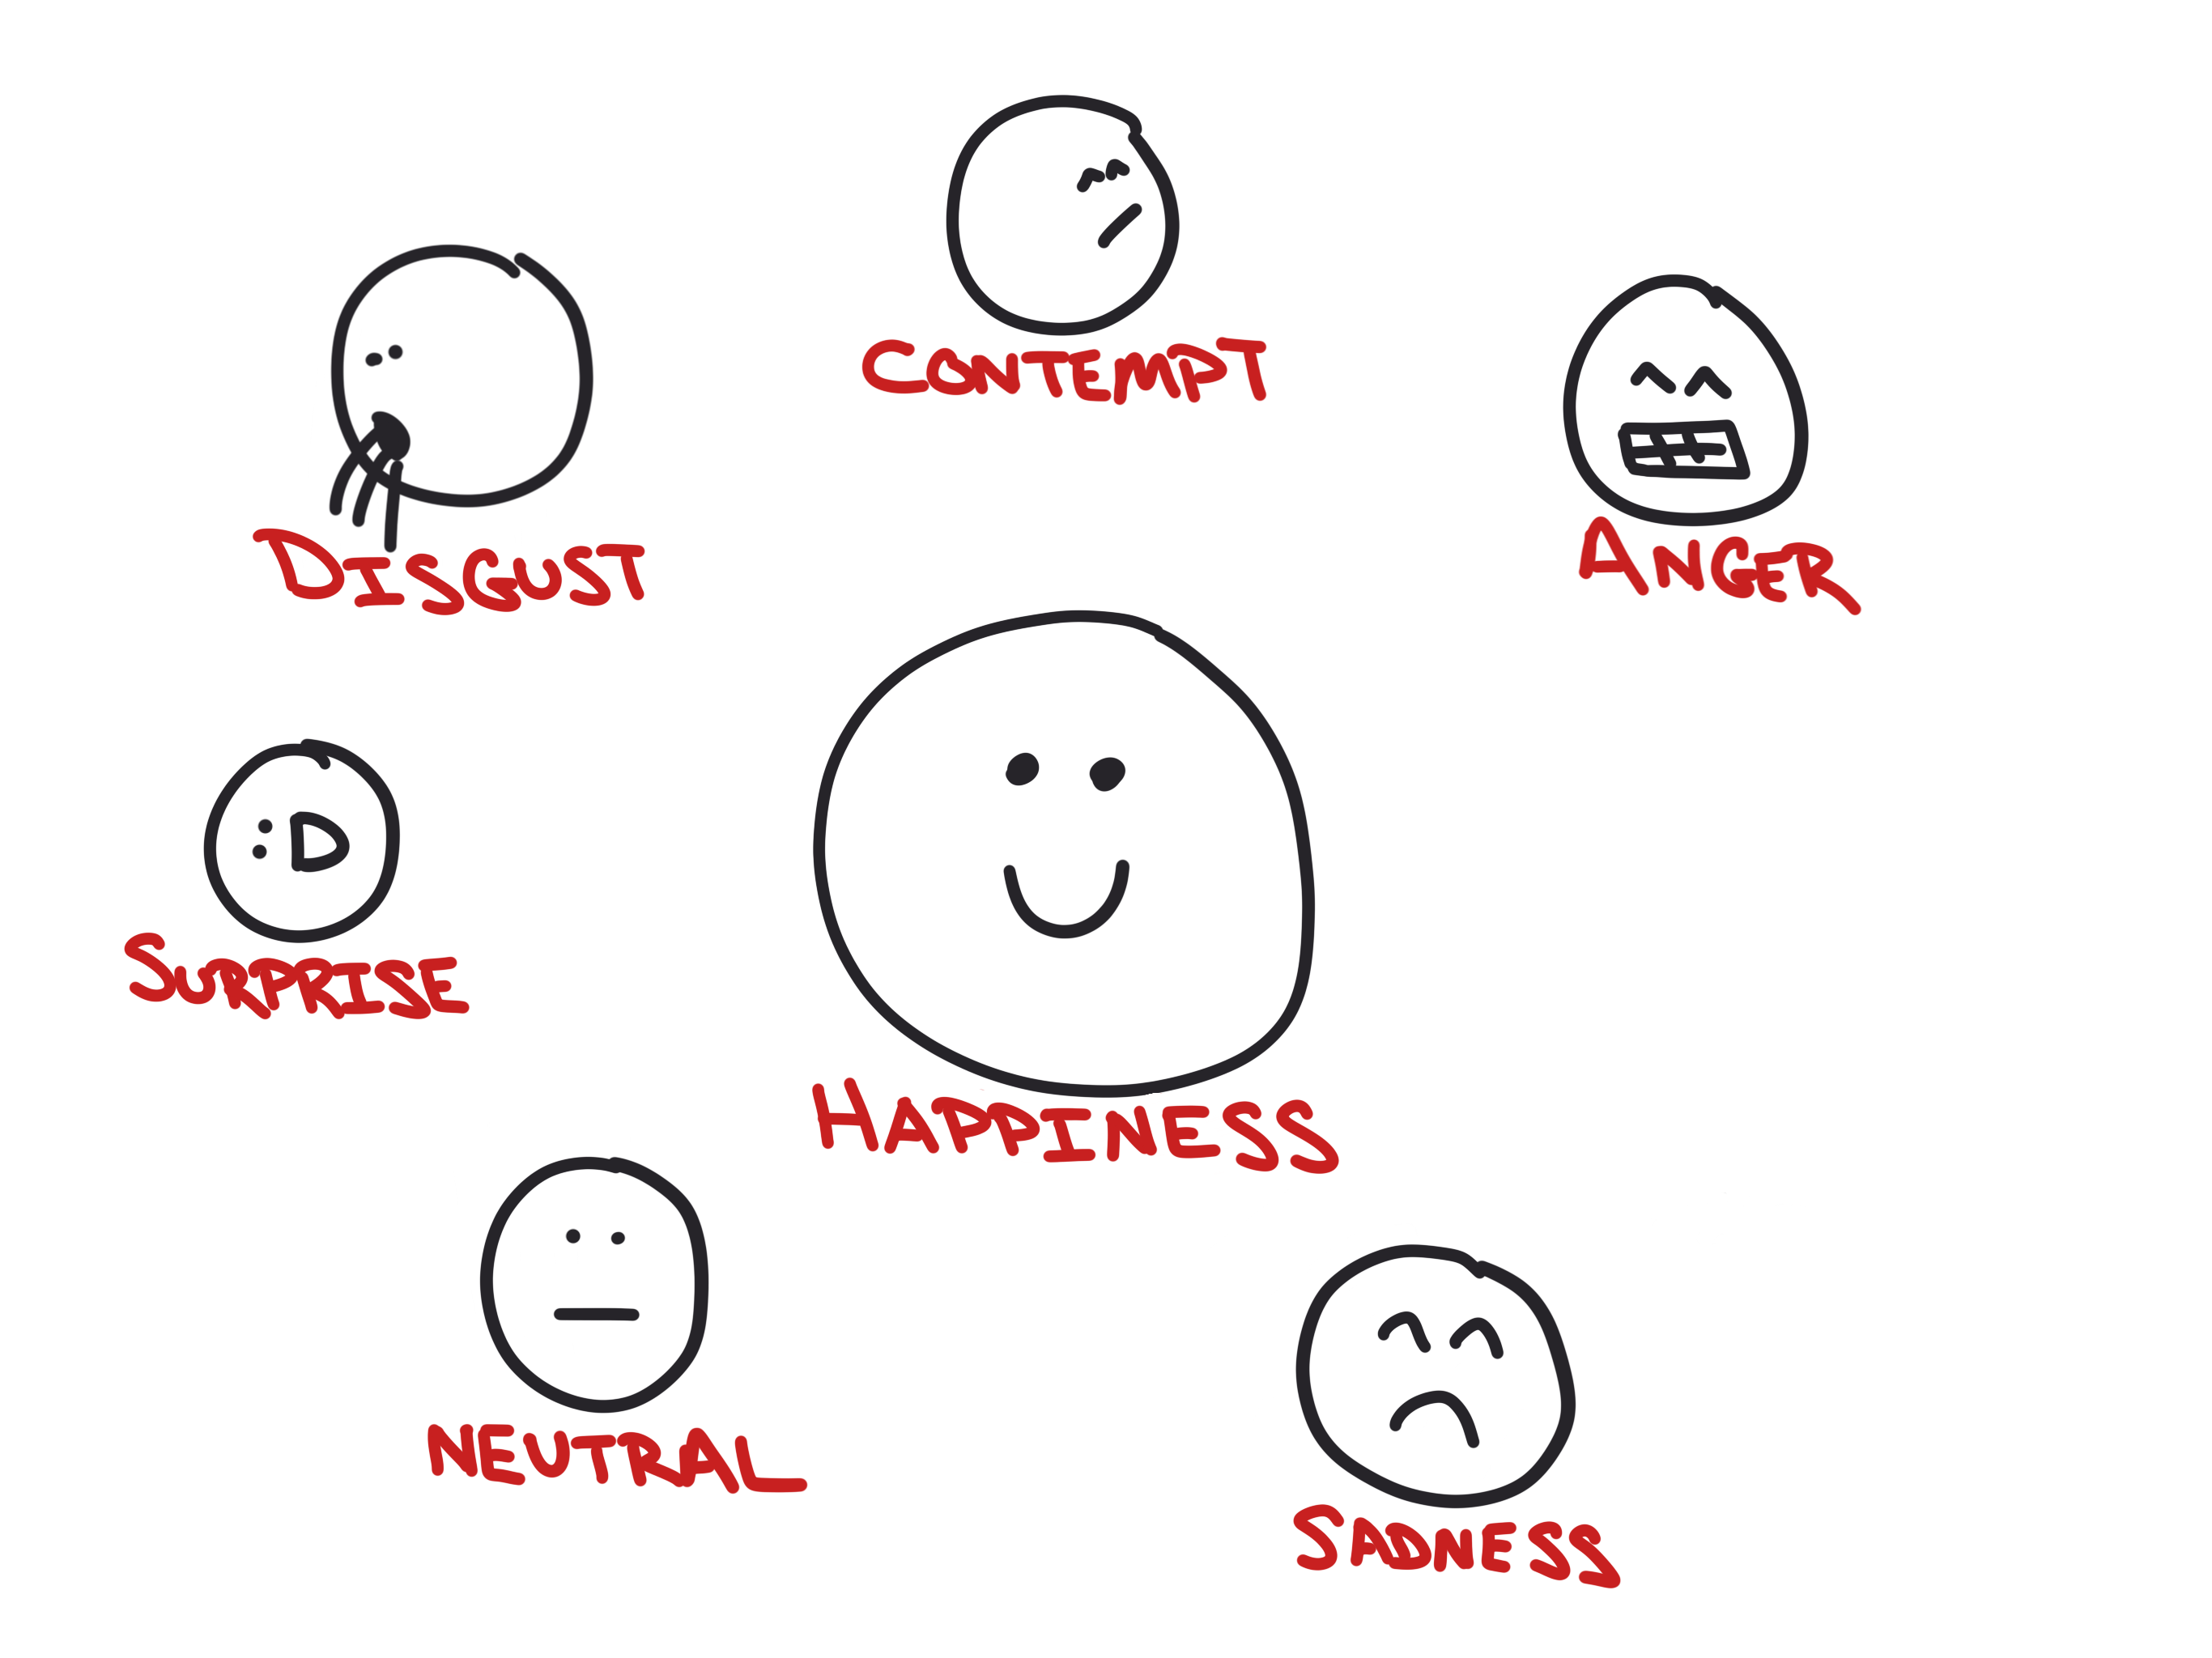 CONTEMPT
DISGUST
ANGER
SURPRISE
HAPPINESS
NEUTRAL
SADNESS